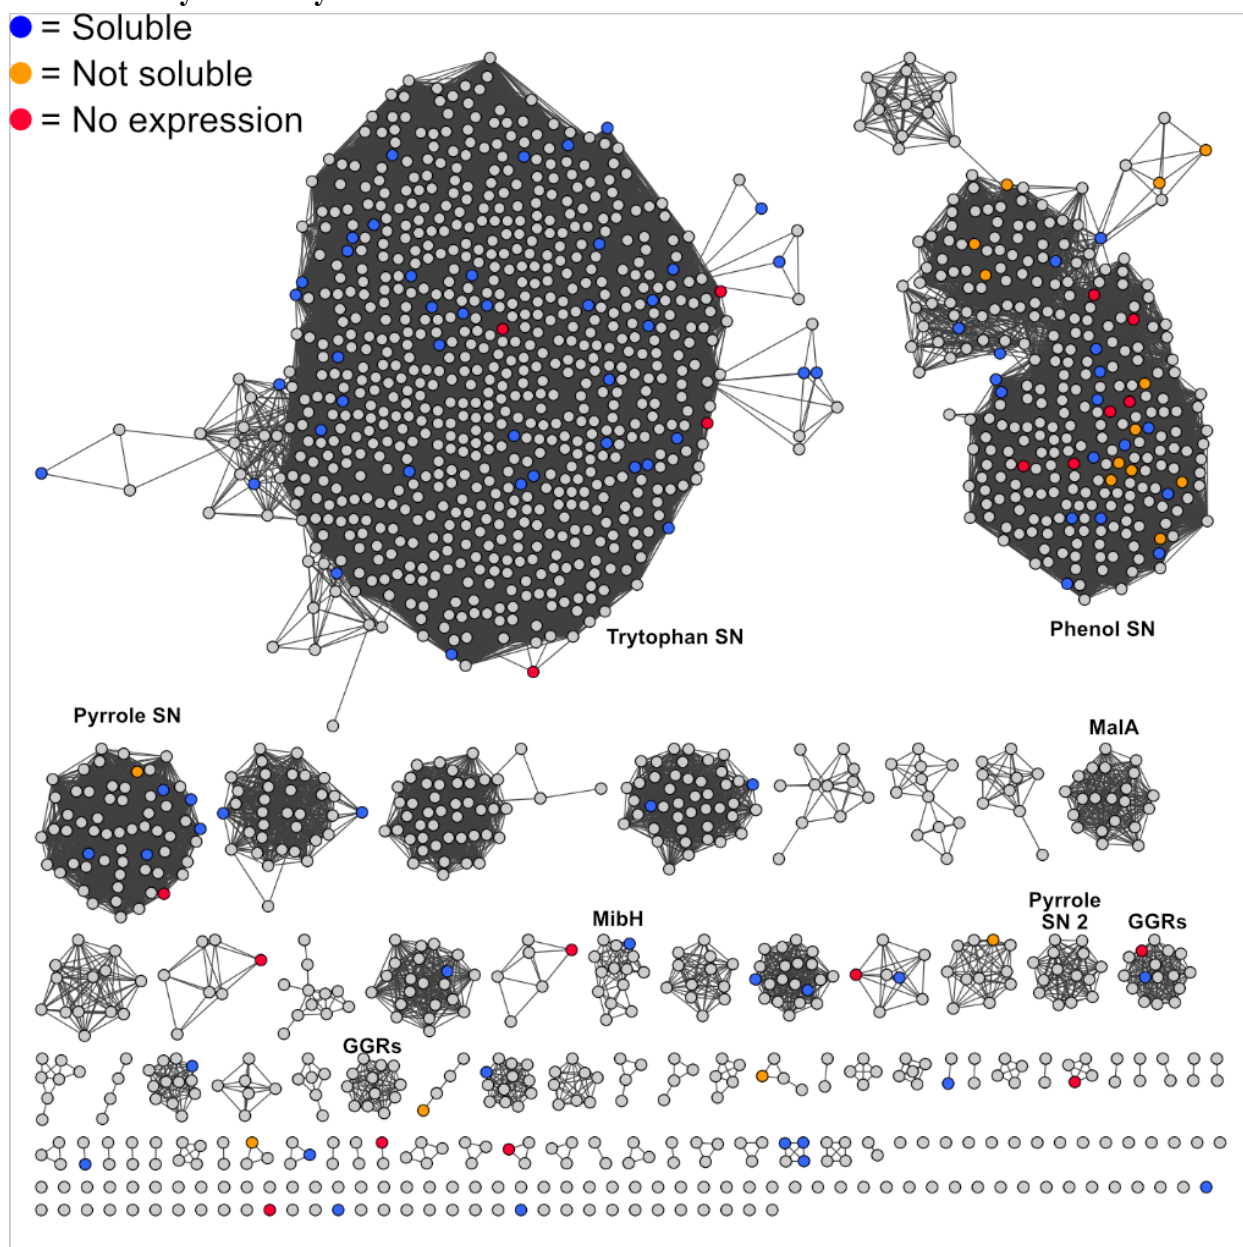 = Soluble
= Not soluble
= No expression
Trytophan SN
Phenol SN
Pyrrole SN
MalA
MibH
Pyrrole
SN 2
GGRs
GGRs